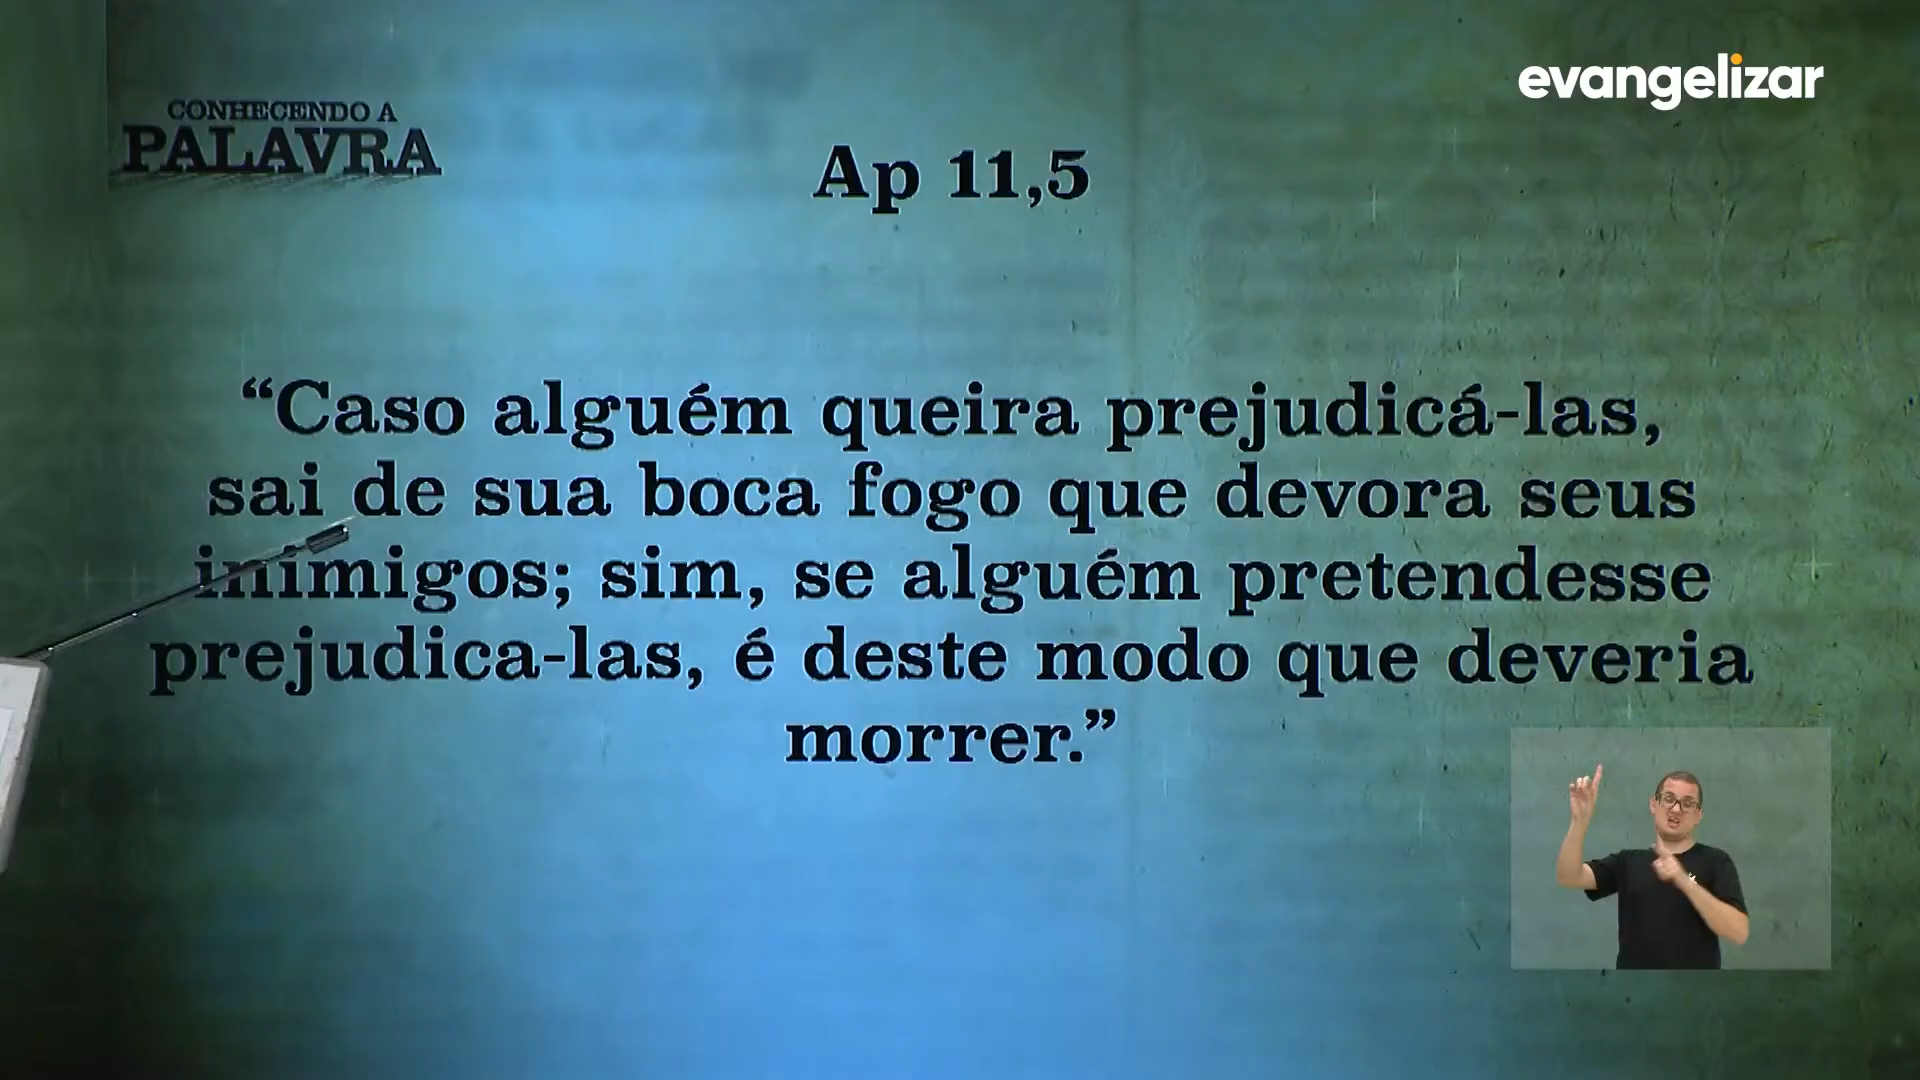 evangelizar
CONHECENDO A
PALAVRA
Ap 11,5
“Caso alguém queira prejudicá-las,
sai de sua boca fogo que devora seus
inimigos; sim, se alguém pretendesse
prejudica-las, é deste modo que deveria
morrer.”